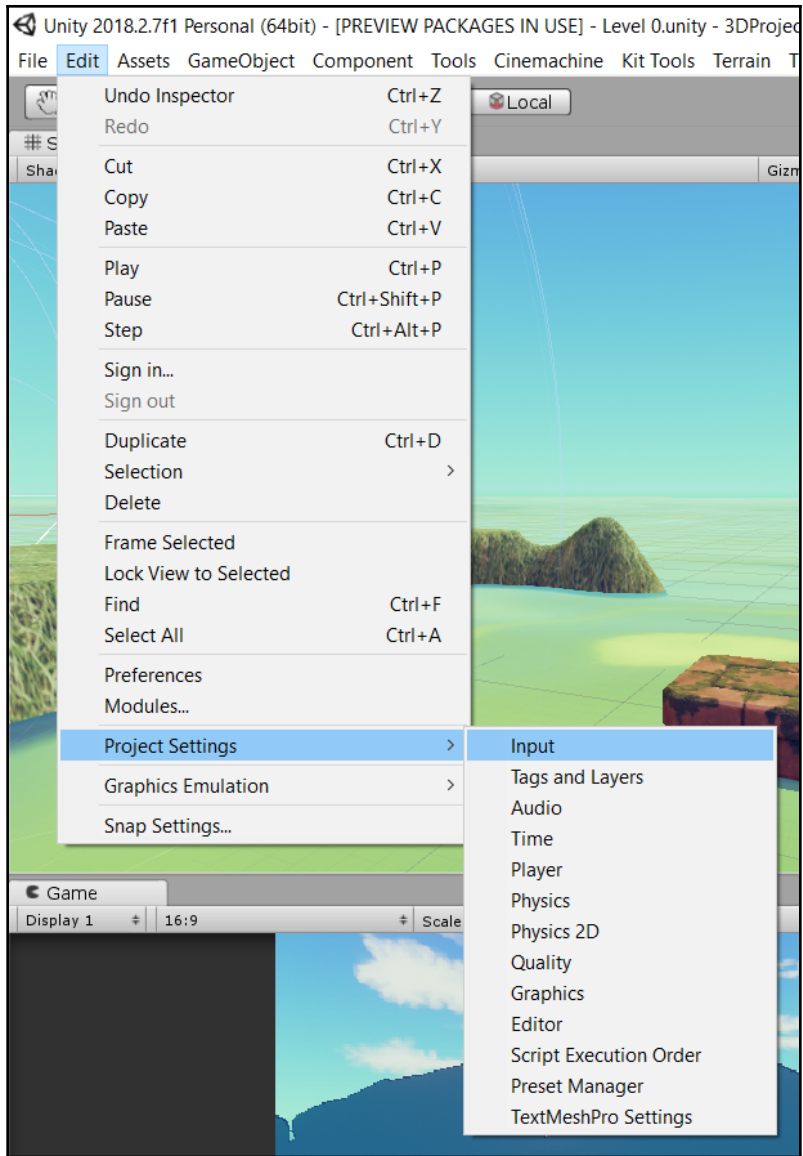 Unity 2018.2.7f1 Personal (64bit) - [PREVIEW PACKAGES IN USE] - Level 0.unity - 3DProjec
File Edit Assets GameObject Component Tools Cinemachine Kit Tools Terrain T
Local
Undo Inspector Ctrl+Z
Redo Ctrl+Y
# S
Cut Ctrl+X
Sha
Gizm
Copy Ctrl+C
Paste Ctrl+V
Play Ctrl+P
Pause Ctrl+Shift+P
Step Ctrl+Alt+P
Sign in...
Sign out
Duplicate Ctrl+D
Selection >
Delete
Frame Selected
Lock View to Selected
Find Ctrl+F
Select All Ctrl+A
Preferences
Modules...
Project Settings >
Graphics Emulation >
Snap Settings...
Input
Tags and Layers
Audio
Time
Player
Physics
Physics 2D
Quality
Graphics
Editor
Script Execution Order
Preset Manager
TextMeshPro Settings
Game
Display 1 16:9 Scale